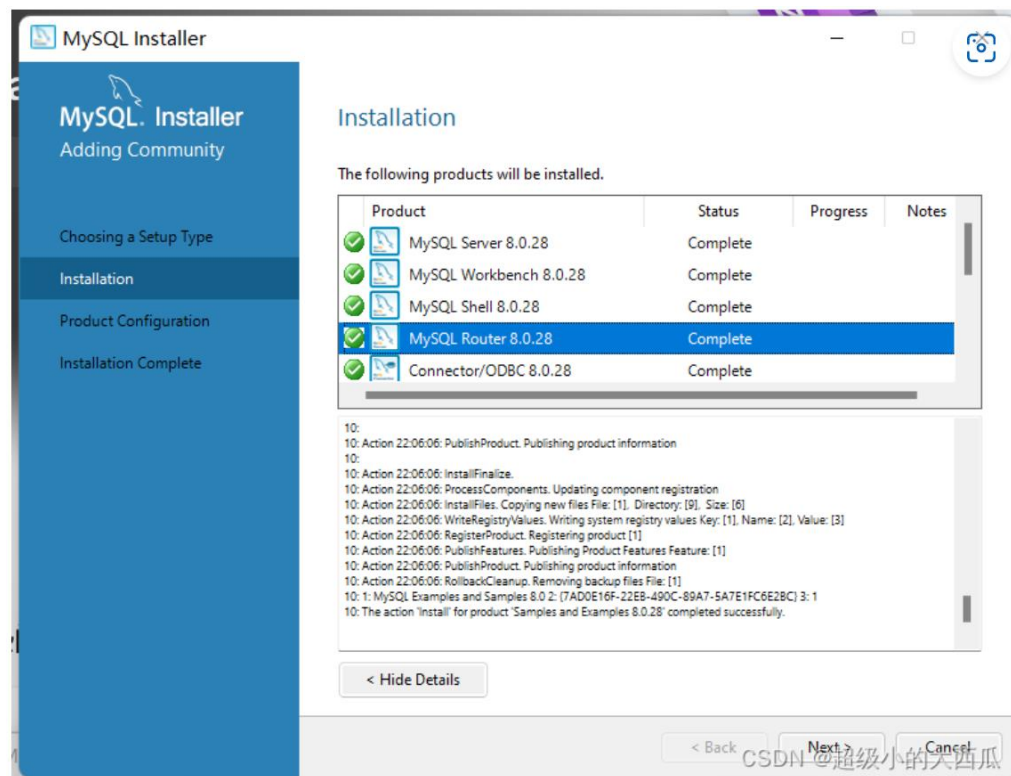 MySQL Installer
MySQL. Installer
Adding Community
Choosing a Setup Type
Installation
Product Configuration
Installation Complete
Installation
The following products will be installed.
Product Status Progress Notes
MySQL Server 8.0.28 Complete
MySQL Workbench 8.0.28 Complete
MySQL Shell 8.0.28 Complete
MySQL Router 8.0.28 Complete
Connector/ODBC 8.0.28 Complete
10:
10: Action 22:06:06: PublishProduct. Publishing product information
10:
10: Action 22:06:06: InstallFinalize.
10: Action 22:06:06: ProcessComponents. Updating component registration
10: Action 22:06:06: InstallFiles. Copying new files File: [1], Directory: [9], Size: [6]
10: Action 22:06:06: WriteRegistryValues. Writing system registry values Key: [1], Name: [2], Value: [3]
10: Action 22:06:06: RegisterProduct. Registering product [1]
10: Action 22:06:06: PublishFeatures. Publishing Product Features Feature: [1]
10: Action 22:06:06: PublishProduct. Publishing product information
10: Action 22:06:06: RollbackCleanup. Removing backup files File: [1]
10: 1: MySQL Examples and Samples 8.0 2: {7AD0E16F-22EB-490C-89A7-5A7E1FC6E2BC} 3: 1
10: The action 'Install' for product 'Samples and Examples 8.0.28' completed successfully.
< Hide Details
< Back Next > Cancel
CSDN @超级小的大西瓜